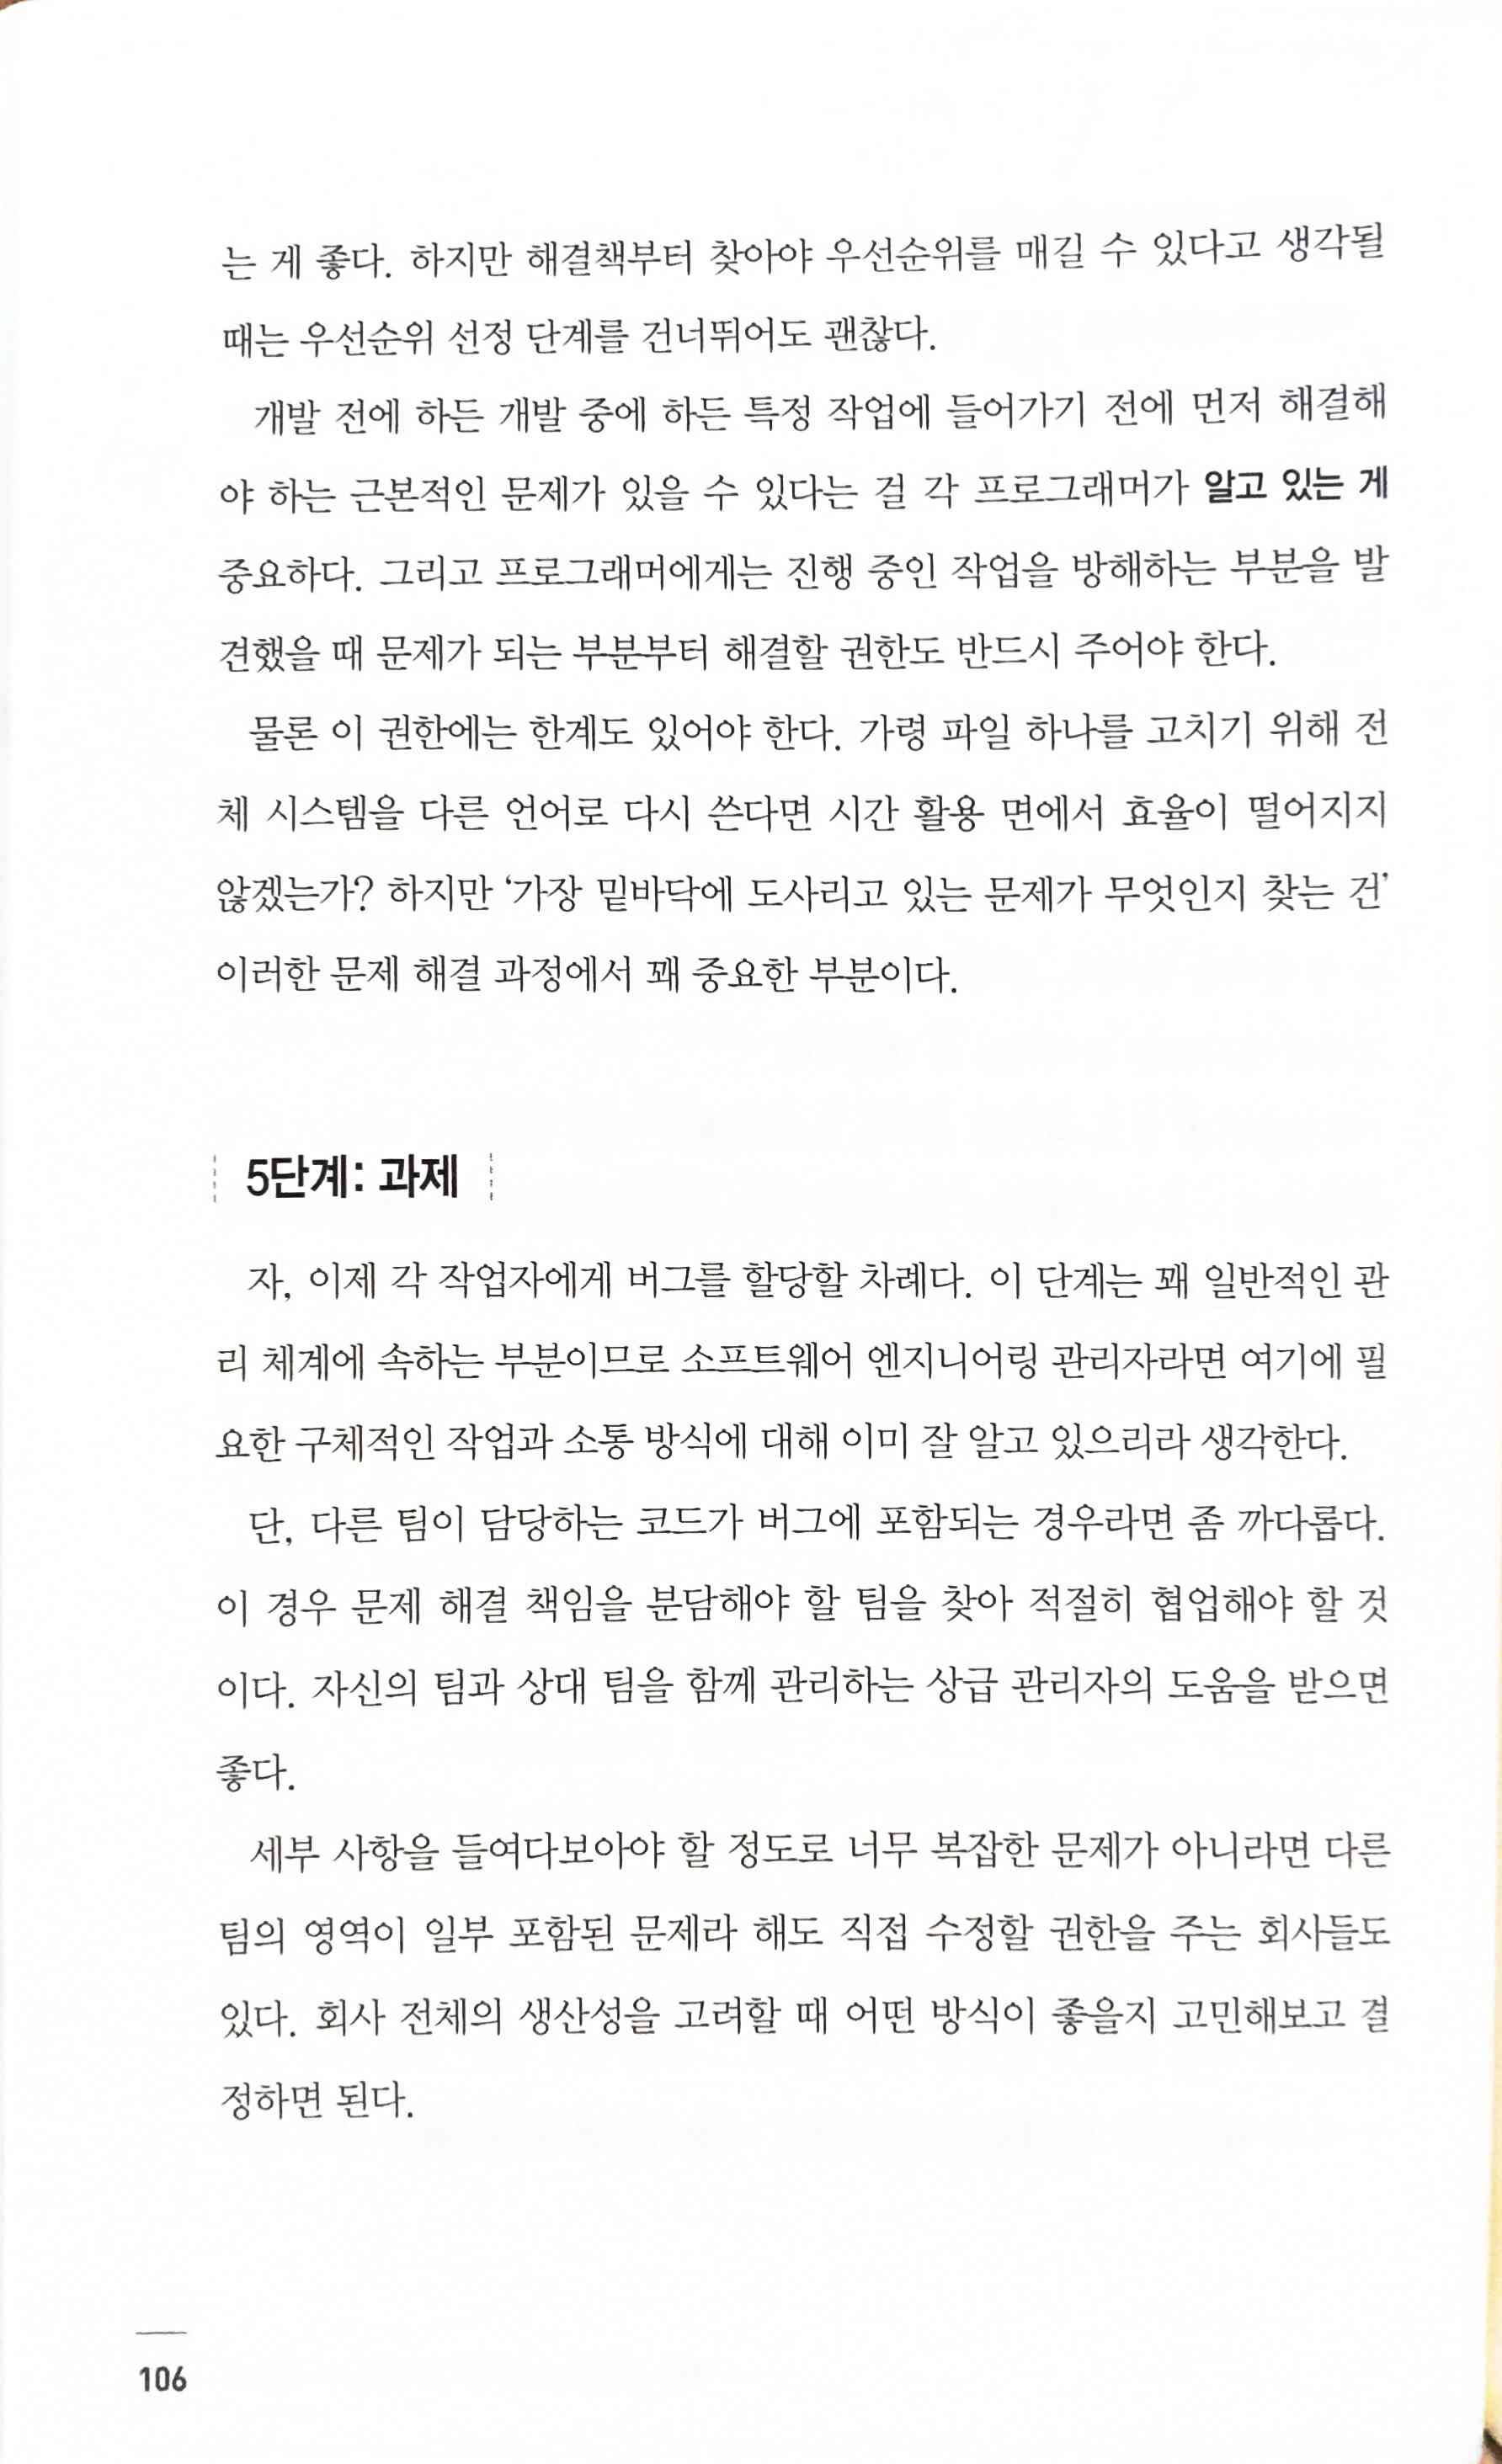 는 게 좋다. 하지만 해결책부터 찾아야 우선순위를 매길 수 있다고 생각될
때는 우선순위 선정 단계를 건너뛰어도 괜찮다.
개발 전에 하든 개발 중에 하든 특정 작업에 들어가기 전에 먼저 해결해
야 하는 근본적인 문제가 있을 수 있다는 걸 각 프로그래머가 알고 있는 게
중요하다. 그리고 프로그래머에게는 진행 중인 작업을 방해하는 부분을 발
견했을 때 문제가 되는 부분부터 해결할 권한도 반드시 주어야 한다.
물론 이 권한에는 한계도 있어야 한다. 가령 파일 하나를 고치기 위해 전
체 시스템을 다른 언어로 다시 쓴다면 시간 활용 면에서 효율이 떨어지지
않겠는가? 하지만 ‘가장 밑바닥에 도사리고 있는 문제가 무엇인지 찾는 건’
이러한 문제 해결 과정에서 꽤 중요한 부분이다.
5단계: 과제
자, 이제 각 작업자에게 버그를 할당할 차례다. 이 단계는 꽤 일반적인 관
리 체계에 속하는 부분이므로 소프트웨어 엔지니어링 관리자라면 여기에 필
요한 구체적인 작업과 소통 방식에 대해 이미 잘 알고 있으리라 생각한다.
단, 다른 팀이 담당하는 코드가 버그에 포함되는 경우라면 좀 까다롭다.
이 경우 문제 해결 책임을 분담해야 할 팀을 찾아 적절히 협업해야 할 것
이다. 자신의 팀과 상대 팀을 함께 관리하는 상급 관리자의 도움을 받으면
좋다.
세부 사항을 들여다보아야 할 정도로 너무 복잡한 문제가 아니라면 다른
팀의 영역이 일부 포함된 문제라 해도 직접 수정할 권한을 주는 회사들도
있다. 회사 전체의 생산성을 고려할 때 어떤 방식이 좋을지 고민해보고 결
정하면 된다.
106